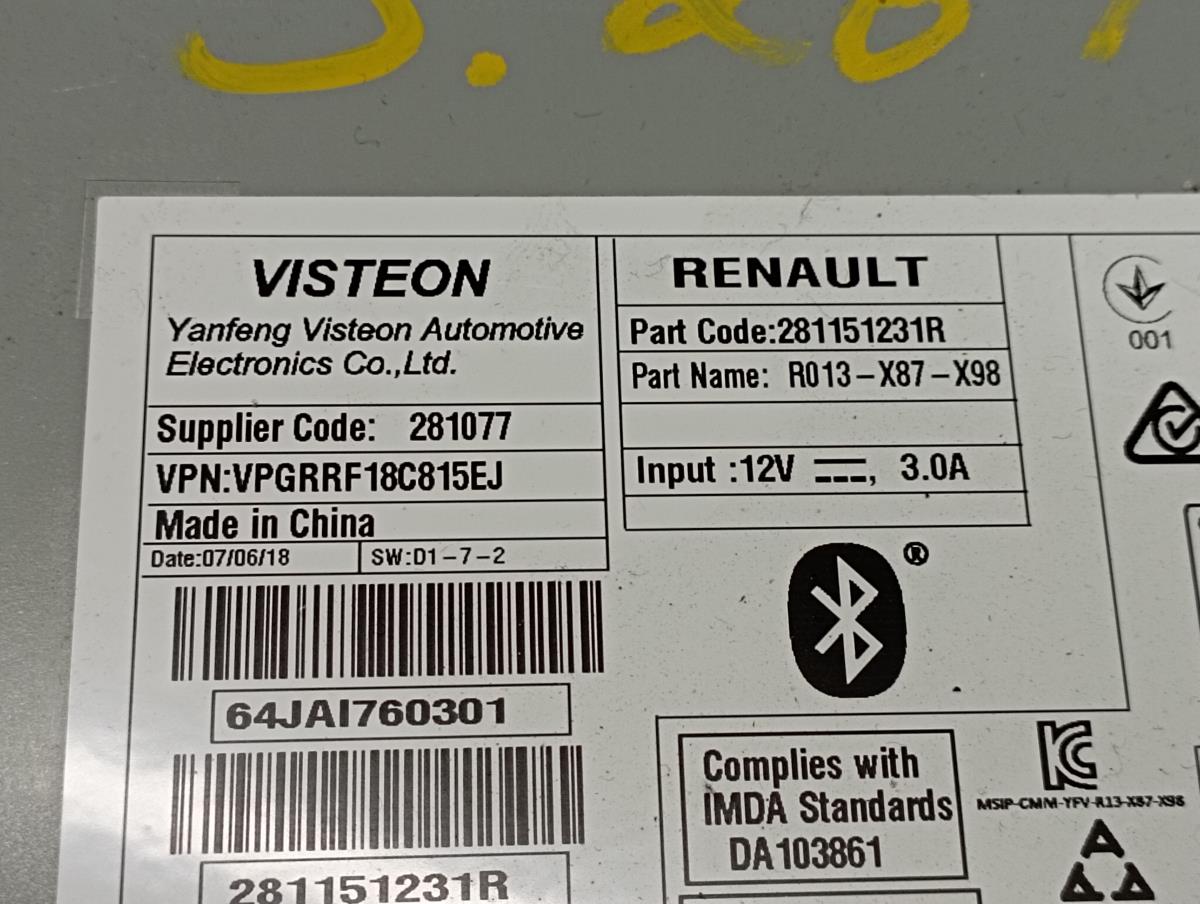 VISTEON
Yanfeng Visteon Automotive
Electronics Co.,Ltd.
Supplier Code: 281077
VPN:VPGRRF18C815EJ
Made in China
Date:07/06/18 SW:D1-7-2
64JAI760301
281151231R
RENAULT
Part Code:281151231R
Part Name: R013-X87-X98
Input :12V ⎓, 3.0A
®
Complies with
IMDA Standards
DA103861
001
MSIP-CMM-YFV-R13-X87-X98